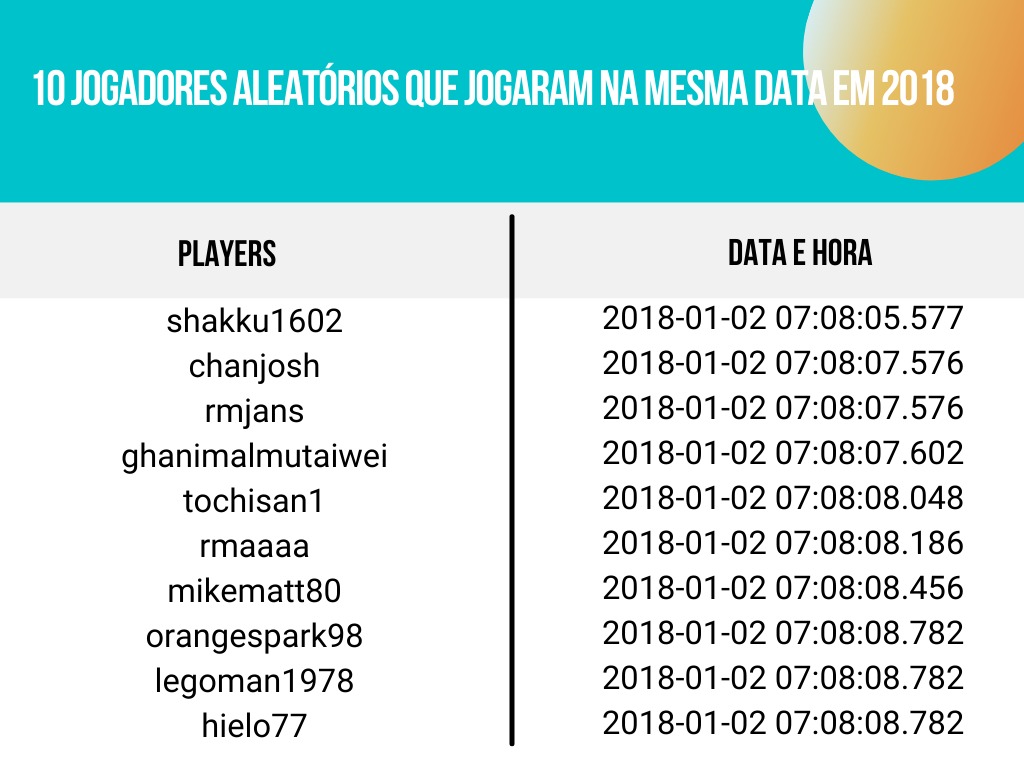 10 JOGADORES ALEATÓRIOS QUE JOGARAM NA MESMA DATA EM 2018
PLAYERS DATA E HORA
shakku1602 2018-01-02 07:08:05.577
chanjosh 2018-01-02 07:08:07.576
rmjans 2018-01-02 07:08:07.576
ghanimalmutaiwei 2018-01-02 07:08:07.602
tochisan1 2018-01-02 07:08:08.048
rmaaaa 2018-01-02 07:08:08.186
mikematt80 2018-01-02 07:08:08.456
orangespark98 2018-01-02 07:08:08.782
legoman1978 2018-01-02 07:08:08.782
hielo77 2018-01-02 07:08:08.782